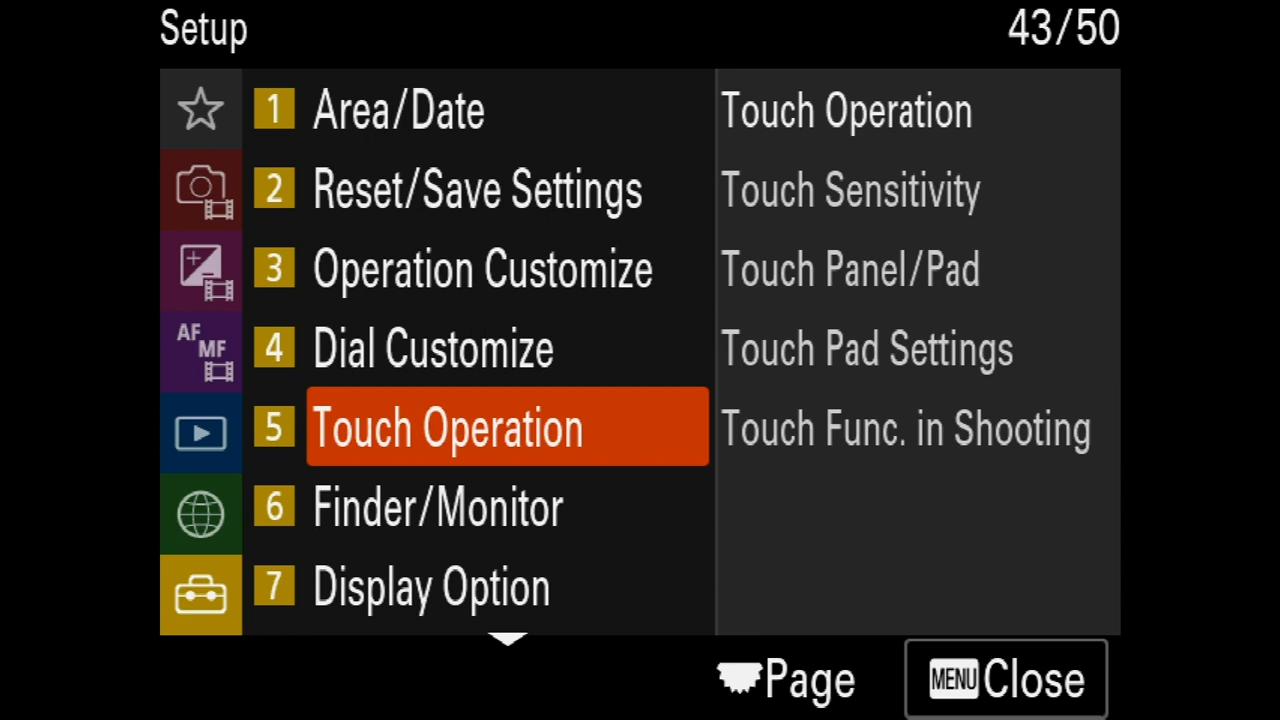 Setup
43/50
1 Area/Date
2 Reset/Save Settings
3 Operation Customize
4 Dial Customize
5 Touch Operation
6 Finder/Monitor
7 Display Option
Touch Operation
Touch Sensitivity
Touch Panel/Pad
Touch Pad Settings
Touch Func. in Shooting
AF
MF
Page
MENU Close